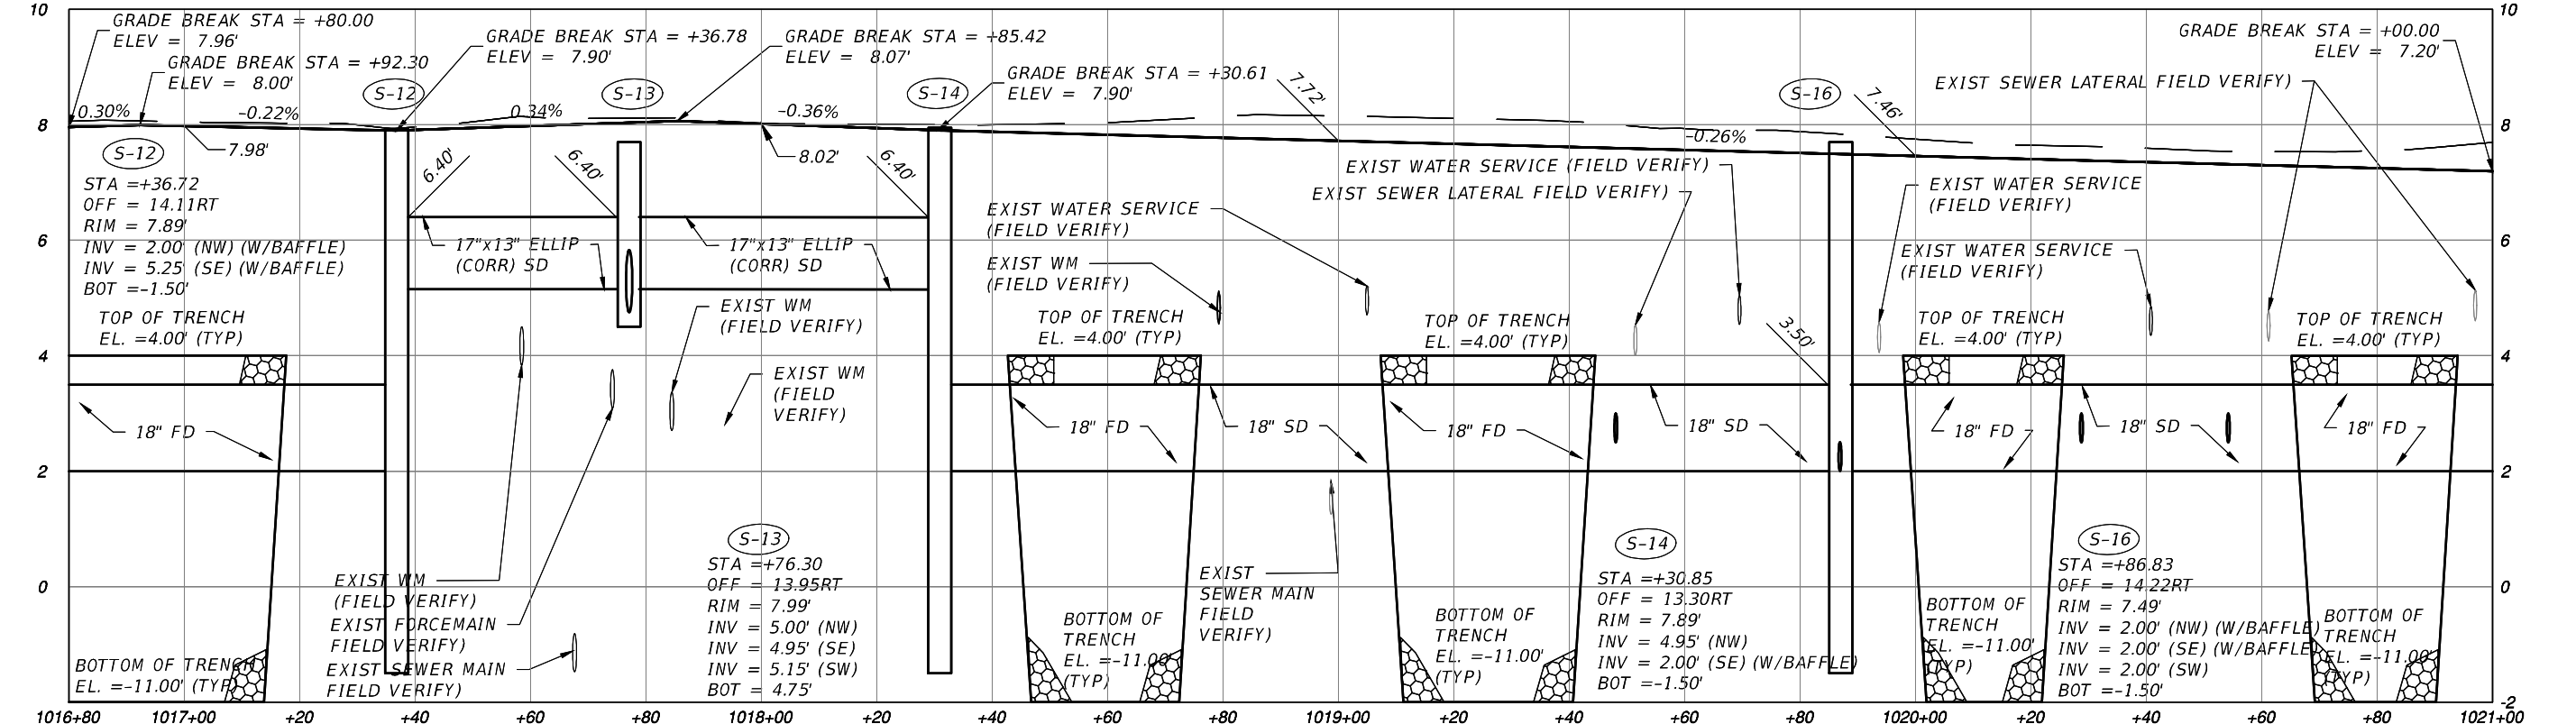 10
10
GRADE BREAK STA = +80.00
ELEV = 7.96'
GRADE BREAK STA = +92.30
ELEV = 8.00'
GRADE BREAK STA = +36.78
ELEV = 7.90'
GRADE BREAK STA = +85.42
ELEV = 8.07'
GRADE BREAK STA = +30.61
ELEV = 7.90'
GRADE BREAK STA = +00.00
ELEV = 7.20'
EXIST SEWER LATERAL FIELD VERIFY)
S-12
S-13
S-14
7.72'
S-16
7.46'
0.30%
-0.22%
0.34%
-0.36%
-0.26%
8
8
7.98'
8.02'
S-12
STA =+36.72
OFF = 14.11RT
RIM = 7.89'
INV = 2.00' (NW) (W/BAFFLE)
INV = 5.25' (SE) (W/BAFFLE)
BOT =-1.50'
6.40'
6.40'
6.40'
EXIST WATER SERVICE (FIELD VERIFY)
EXIST SEWER LATERAL FIELD VERIFY)
EXIST WATER SERVICE
(FIELD VERIFY)
EXIST WATER SERVICE
(FIELD VERIFY)
EXIST WATER SERVICE
(FIELD VERIFY)
6
6
17"x13" ELLIP
(CORR) SD
17"x13" ELLIP
(CORR) SD
EXIST WM
(FIELD VERIFY)
EXIST WM
(FIELD VERIFY)
TOP OF TRENCH
EL. =4.00' (TYP)
TOP OF TRENCH
EL. =4.00' (TYP)
TOP OF TRENCH
EL. =4.00' (TYP)
3.50'
TOP OF TRENCH
EL. =4.00' (TYP)
TOP OF TRENCH
EL. =4.00' (TYP)
4
4
EXIST WM
(FIELD
VERIFY)
18" FD
18" FD
18" SD
18" FD
18" SD
18" FD
18" SD
18" FD
2
2
S-13
STA =+76.30
OFF = 13.95RT
RIM = 7.99'
INV = 5.00' (NW)
INV = 4.95' (SE)
INV = 5.15' (SW)
BOT = 4.75'
S-14
STA =+30.85
OFF = 13.30RT
RIM = 7.89'
INV = 4.95' (NW)
INV = 2.00' (SE) (W/BAFFLE)
BOT =-1.50'
S-16
STA =+86.83
OFF = 14.22RT
RIM = 7.49'
INV = 2.00' (NW) (W/BAFFLE)
INV = 2.00' (SE) (W/BAFFLE)
INV = 2.00' (SW)
BOT =-1.50'
0
0
EXIST WM
(FIELD VERIFY)
EXIST FORCEMAIN
FIELD VERIFY)
EXIST SEWER MAIN
FIELD VERIFY)
EXIST
SEWER MAIN
FIELD
VERIFY)
BOTTOM OF TRENCH
EL. =-11.00' (TYP)
BOTTOM OF
TRENCH
EL. =-11.00'
(TYP)
BOTTOM OF
TRENCH
EL. =-11.00'
(TYP)
BOTTOM OF
TRENCH
EL. =-11.00'
(TYP)
BOTTOM OF
TRENCH
EL. =-11.00'
(TYP)
-2
1016+80 1017+00 +20 +40 +60 +80 1018+00 +20 +40 +60 +80 1019+00 +20 +40 +60 +80 1020+00 +20 +40 +60 +80 1021+00